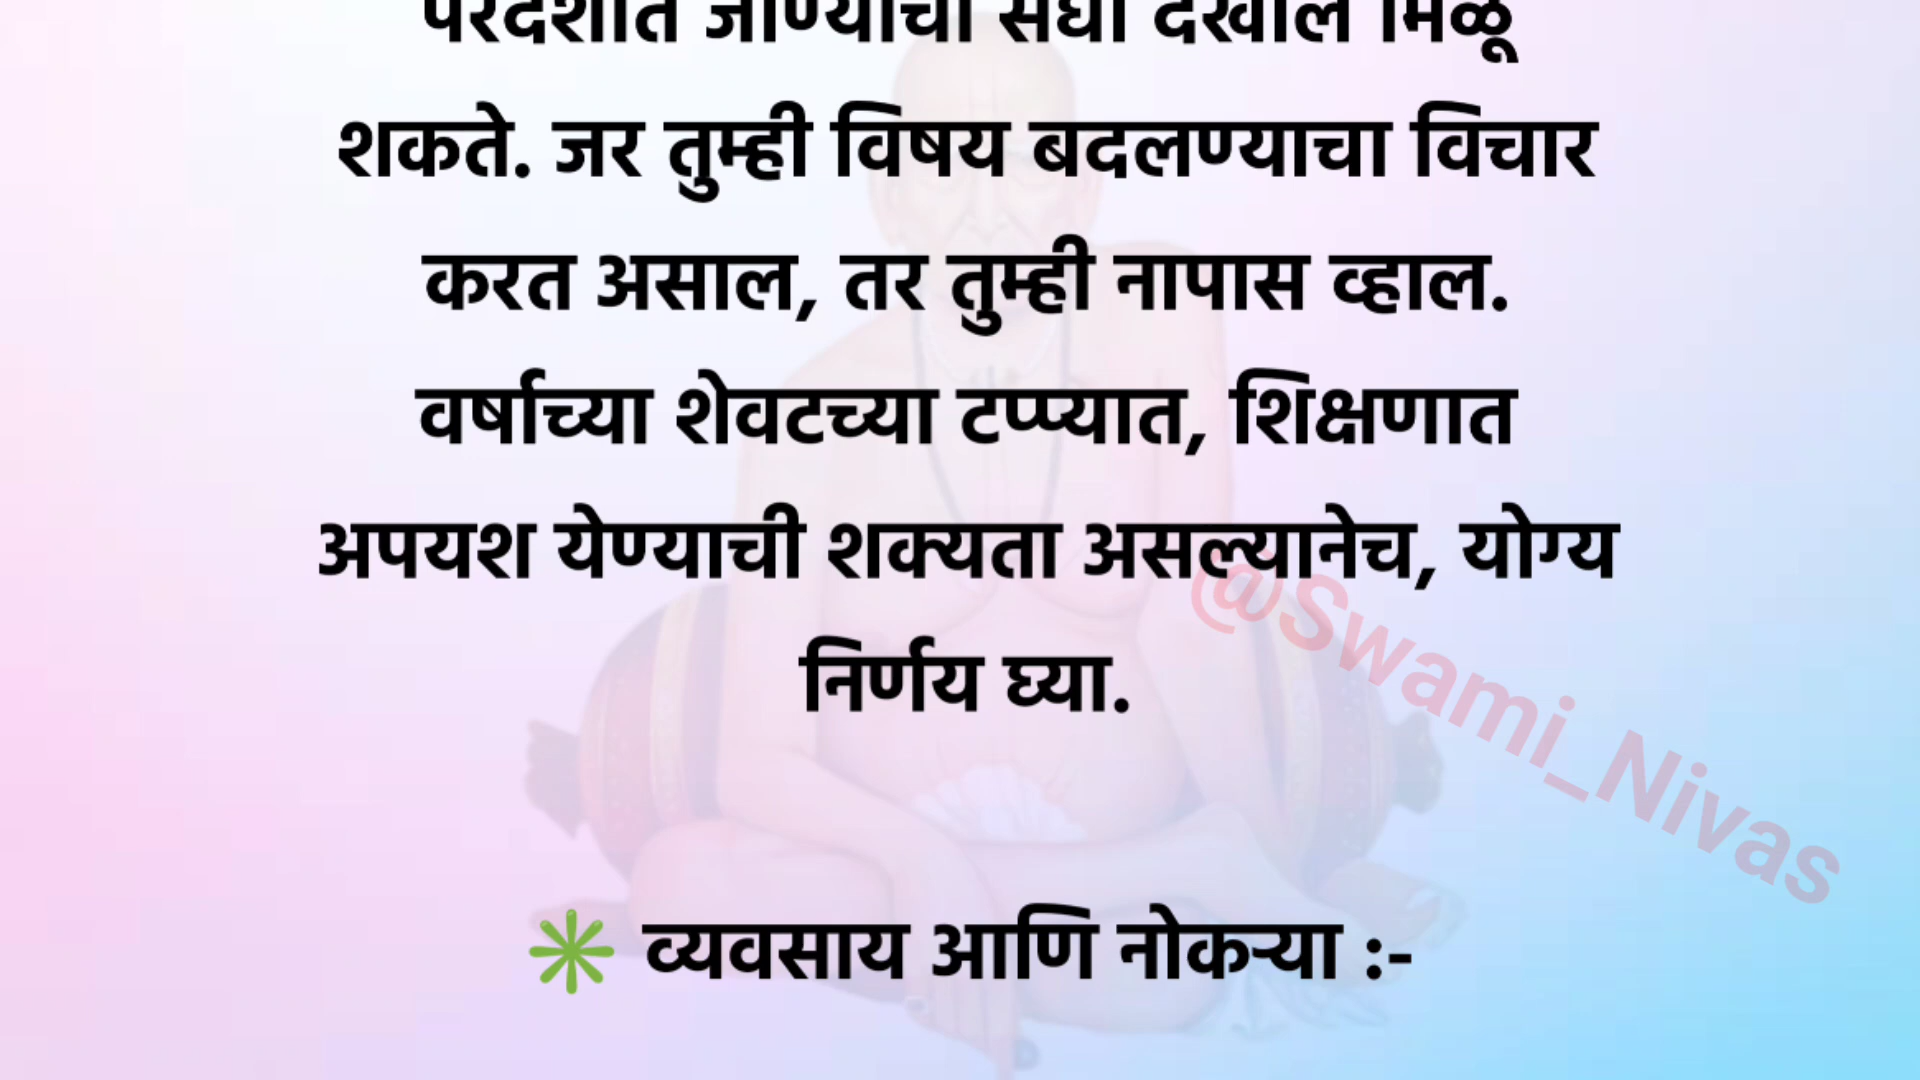 परदेशात जाण्याची संधी देखील मिळू
शकते. जर तुम्ही विषय बदलण्याचा विचार
करत असाल, तर तुम्ही नापास व्हाल.
वर्षाच्या शेवटच्या टप्प्यात, शिक्षणात
अपयश येण्याची शक्यता असल्यानेच, योग्य
निर्णय घ्या.
@Swami_Nivas
✳ व्यवसाय आणि नोकऱ्या :-